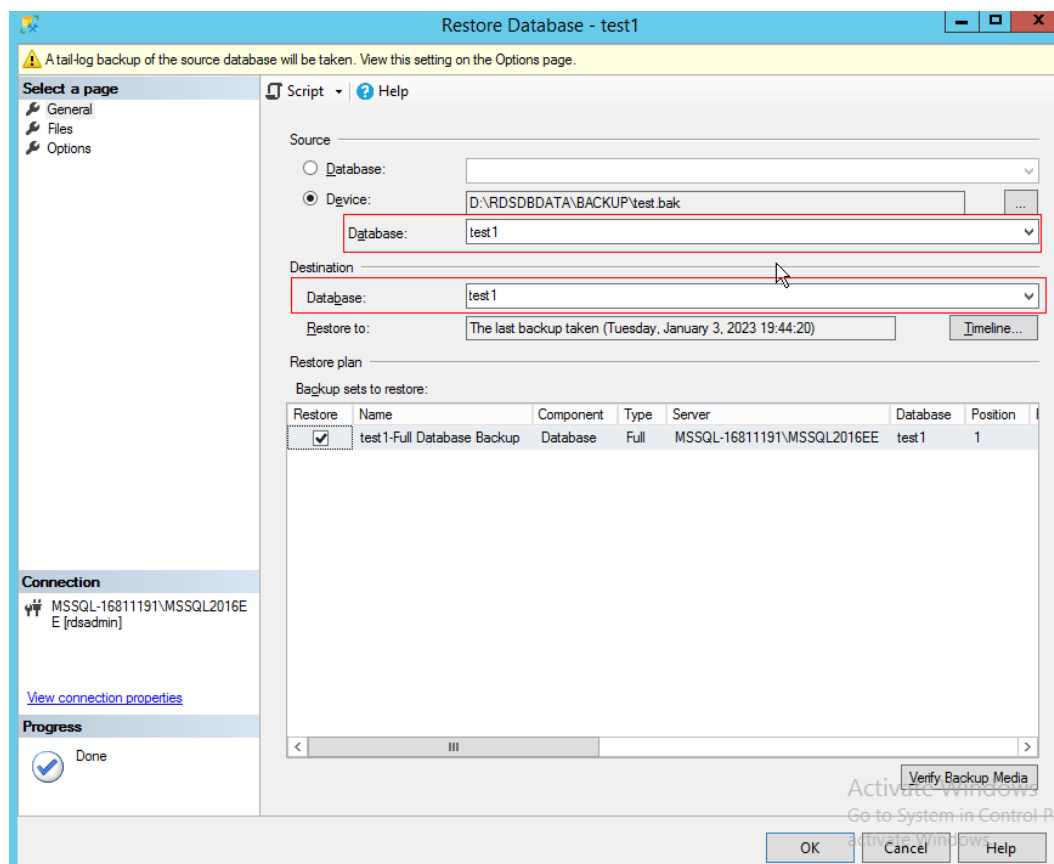 Restore Database - test1
A tail-log backup of the source database will be taken. View this setting on the Options page.
Select a page
General
Files
Options
Script
Help
Source
Database:
Device:
D:\RDSDBDATA\BACKUP\test.bak
...
Database:
test1
Destination
Database:
test1
Restore to:
The last backup taken (Tuesday, January 3, 2023 19:44:20)
Timeline...
Restore plan
Backup sets to restore:
Restore Name Component Type Server Database Position
test1-Full Database Backup Database Full MSSQL-16811191\MSSQL2016EE test1 1
Connection
MSSQL-16811191\MSSQL2016E
E [rdsadmin]
View connection properties
Progress
Done
Verify Backup Media
Activate Windows
Go to System in Control P
activate Windows.
OK
Cancel
Help